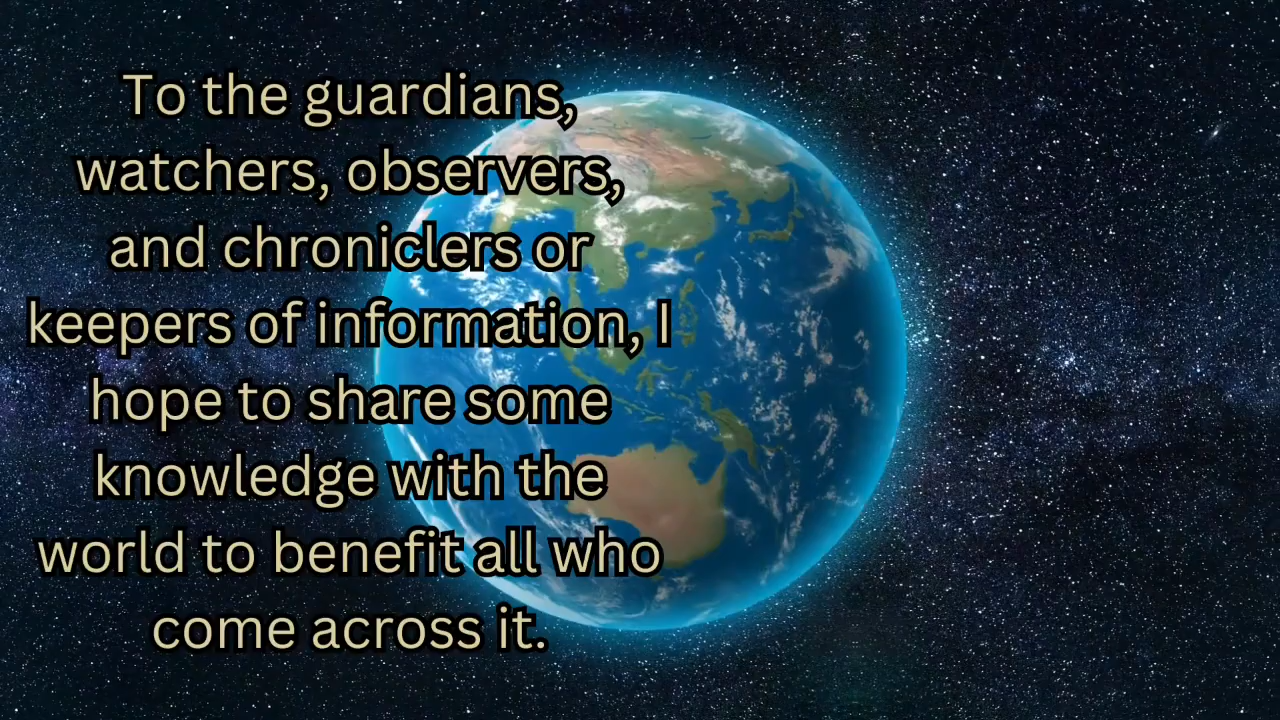 To the guardians,
watchers, observers,
and chroniclers or
keepers of information, I
hope to share some
knowledge with the
world to benefit all who
come across it.